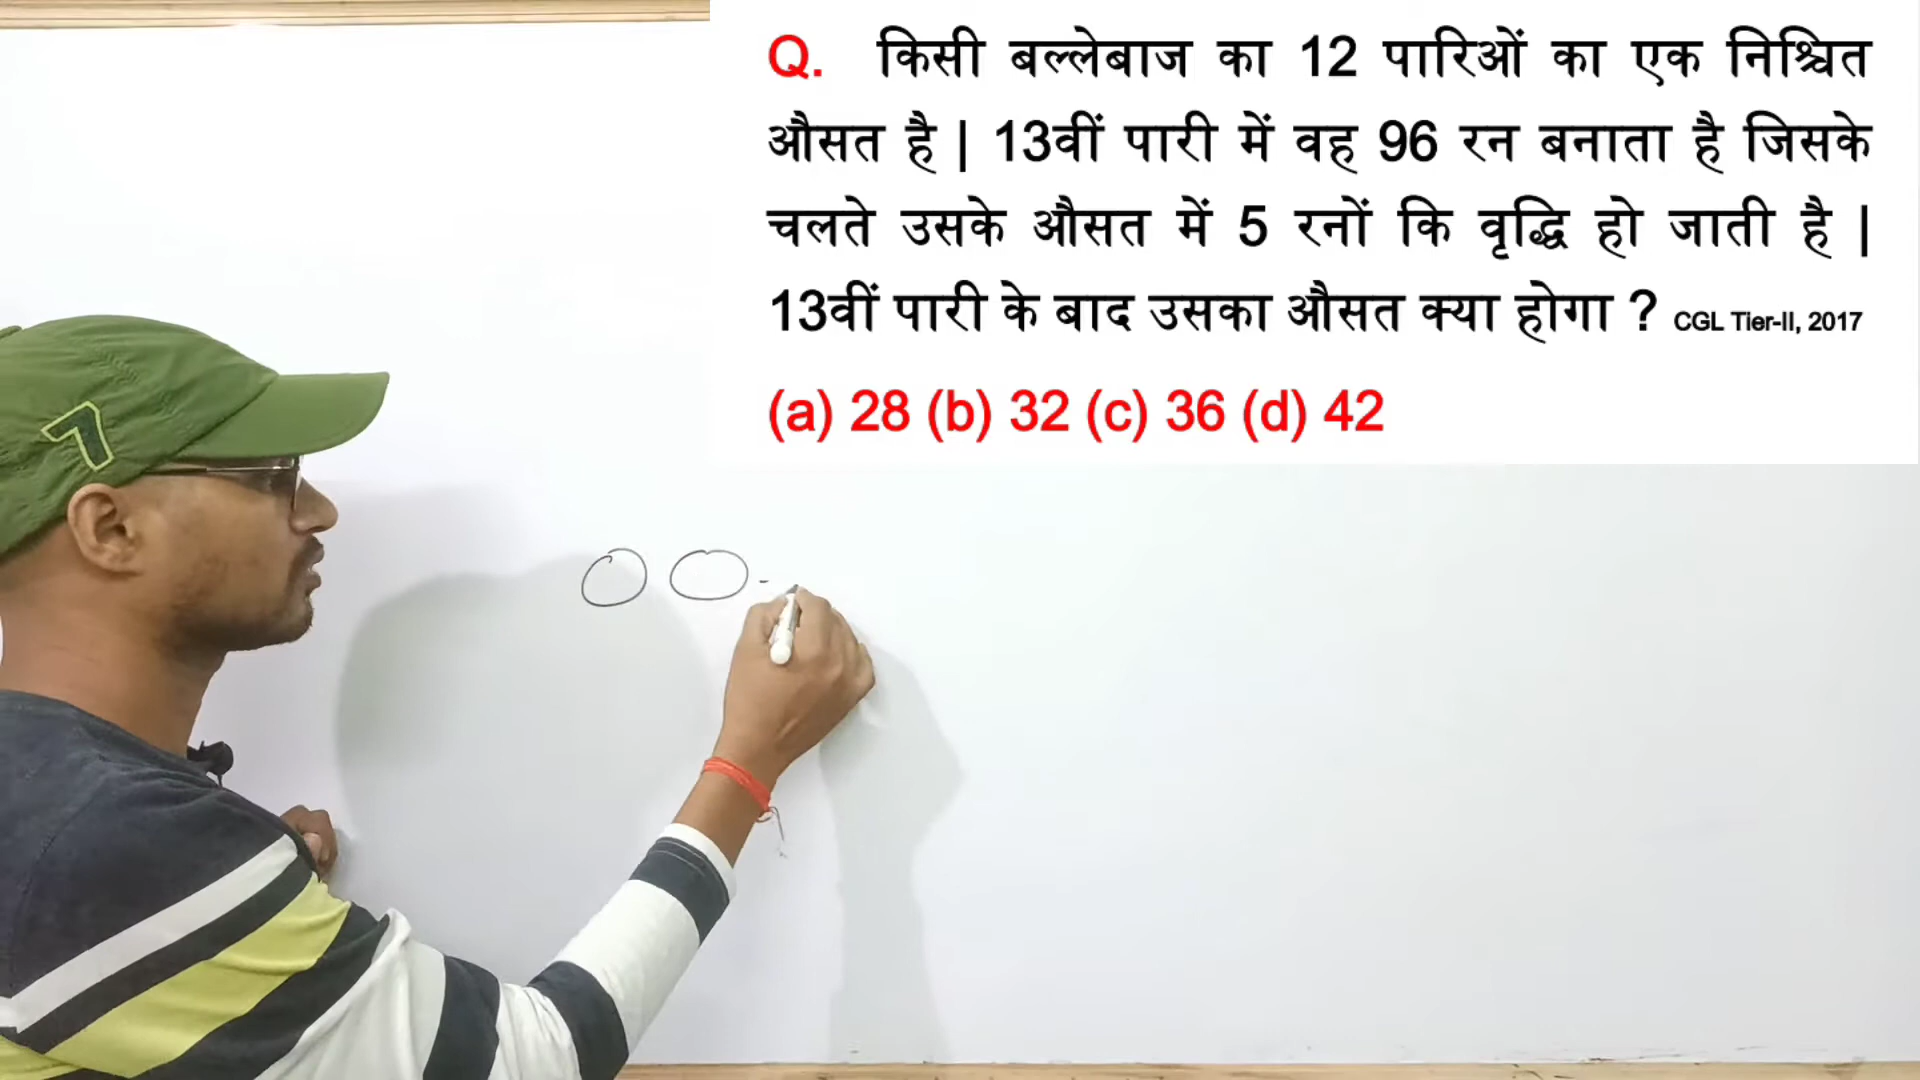 Q. किसी बल्लेबाज का 12 पारिओं का एक निश्चित
औसत है | 13वीं पारी में वह 96 रन बनाता है जिसके
चलते उसके औसत में 5 रनों कि वृद्धि हो जाती है |
13वीं पारी के बाद उसका औसत क्या होगा ? CGL Tier-II, 2017
(a) 28 (b) 32 (c) 36 (d) 42
7